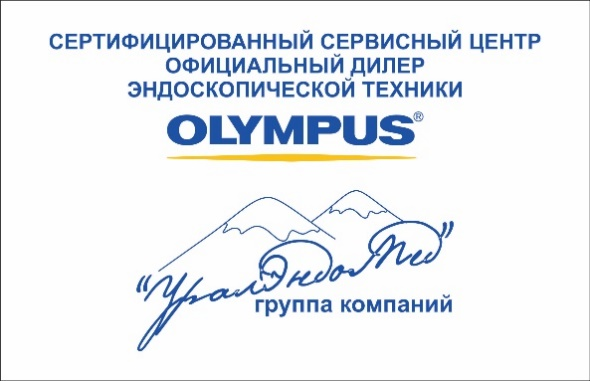 СЕРТИФИЦИРОВАННЫЙ СЕРВИСНЫЙ ЦЕНТР
ОФИЦИАЛЬНЫЙ ДИЛЕР
ЭНДОСКОПИЧЕСКОЙ ТЕХНИКИ
OLYMPUS®
“УралЭндоМед”
группа компаний